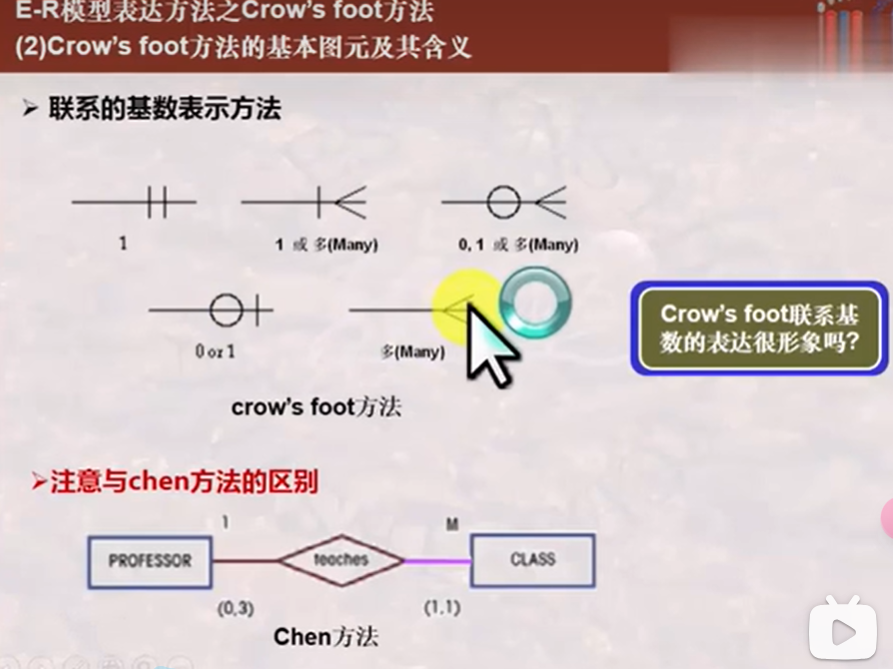 E-R模型表达方法之Crow's foot方法
(2)Crow's foot方法的基本图元及其含义
联系的基数表示方法
1
1 或 多(Many)
0, 1 或 多(Many)
0 or 1
多(Many)
Crow's foot联系基
数的表达很形象吗?
crow's foot方法
注意与chen方法的区别
1
M
PROFESSOR
teaches
CLASS
(0,3)
(1,1)
Chen方法